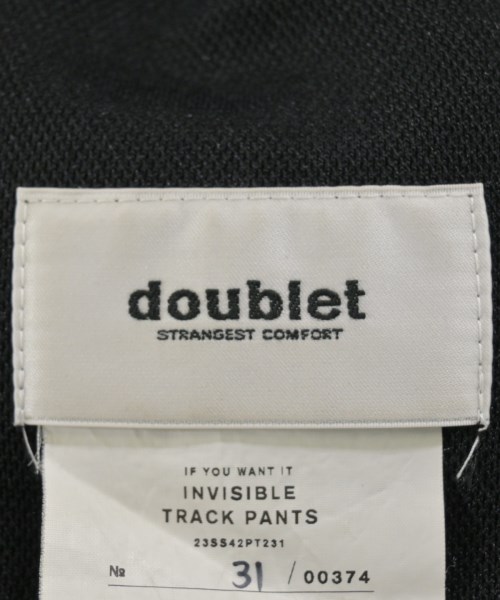 doublet
STRANGEST COMFORT
IF YOU WANT IT
INVISIBLE
TRACK PANTS
23SS42PT231
№ 31 / 00374